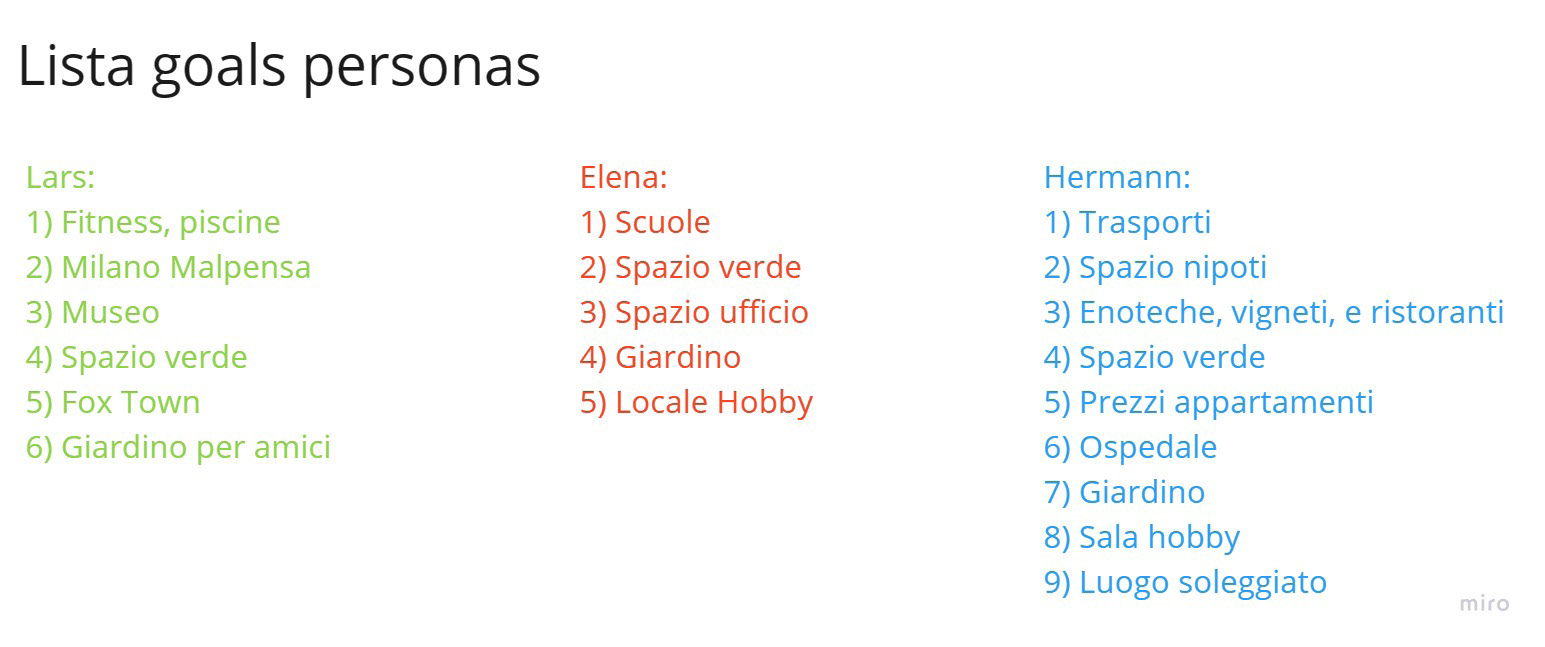 Lista goals personas
Lars:
1) Fitness, piscine
2) Milano Malpensa
3) Museo
4) Spazio verde
5) Fox Town
6) Giardino per amici
Elena:
1) Scuole
2) Spazio verde
3) Spazio ufficio
4) Giardino
5) Locale Hobby
Hermann:
1) Trasporti
2) Spazio nipoti
3) Enoteche, vigneti, e ristoranti
4) Spazio verde
5) Prezzi appartamenti
6) Ospedale
7) Giardino
8) Sala hobby
9) Luogo soleggiato
miro